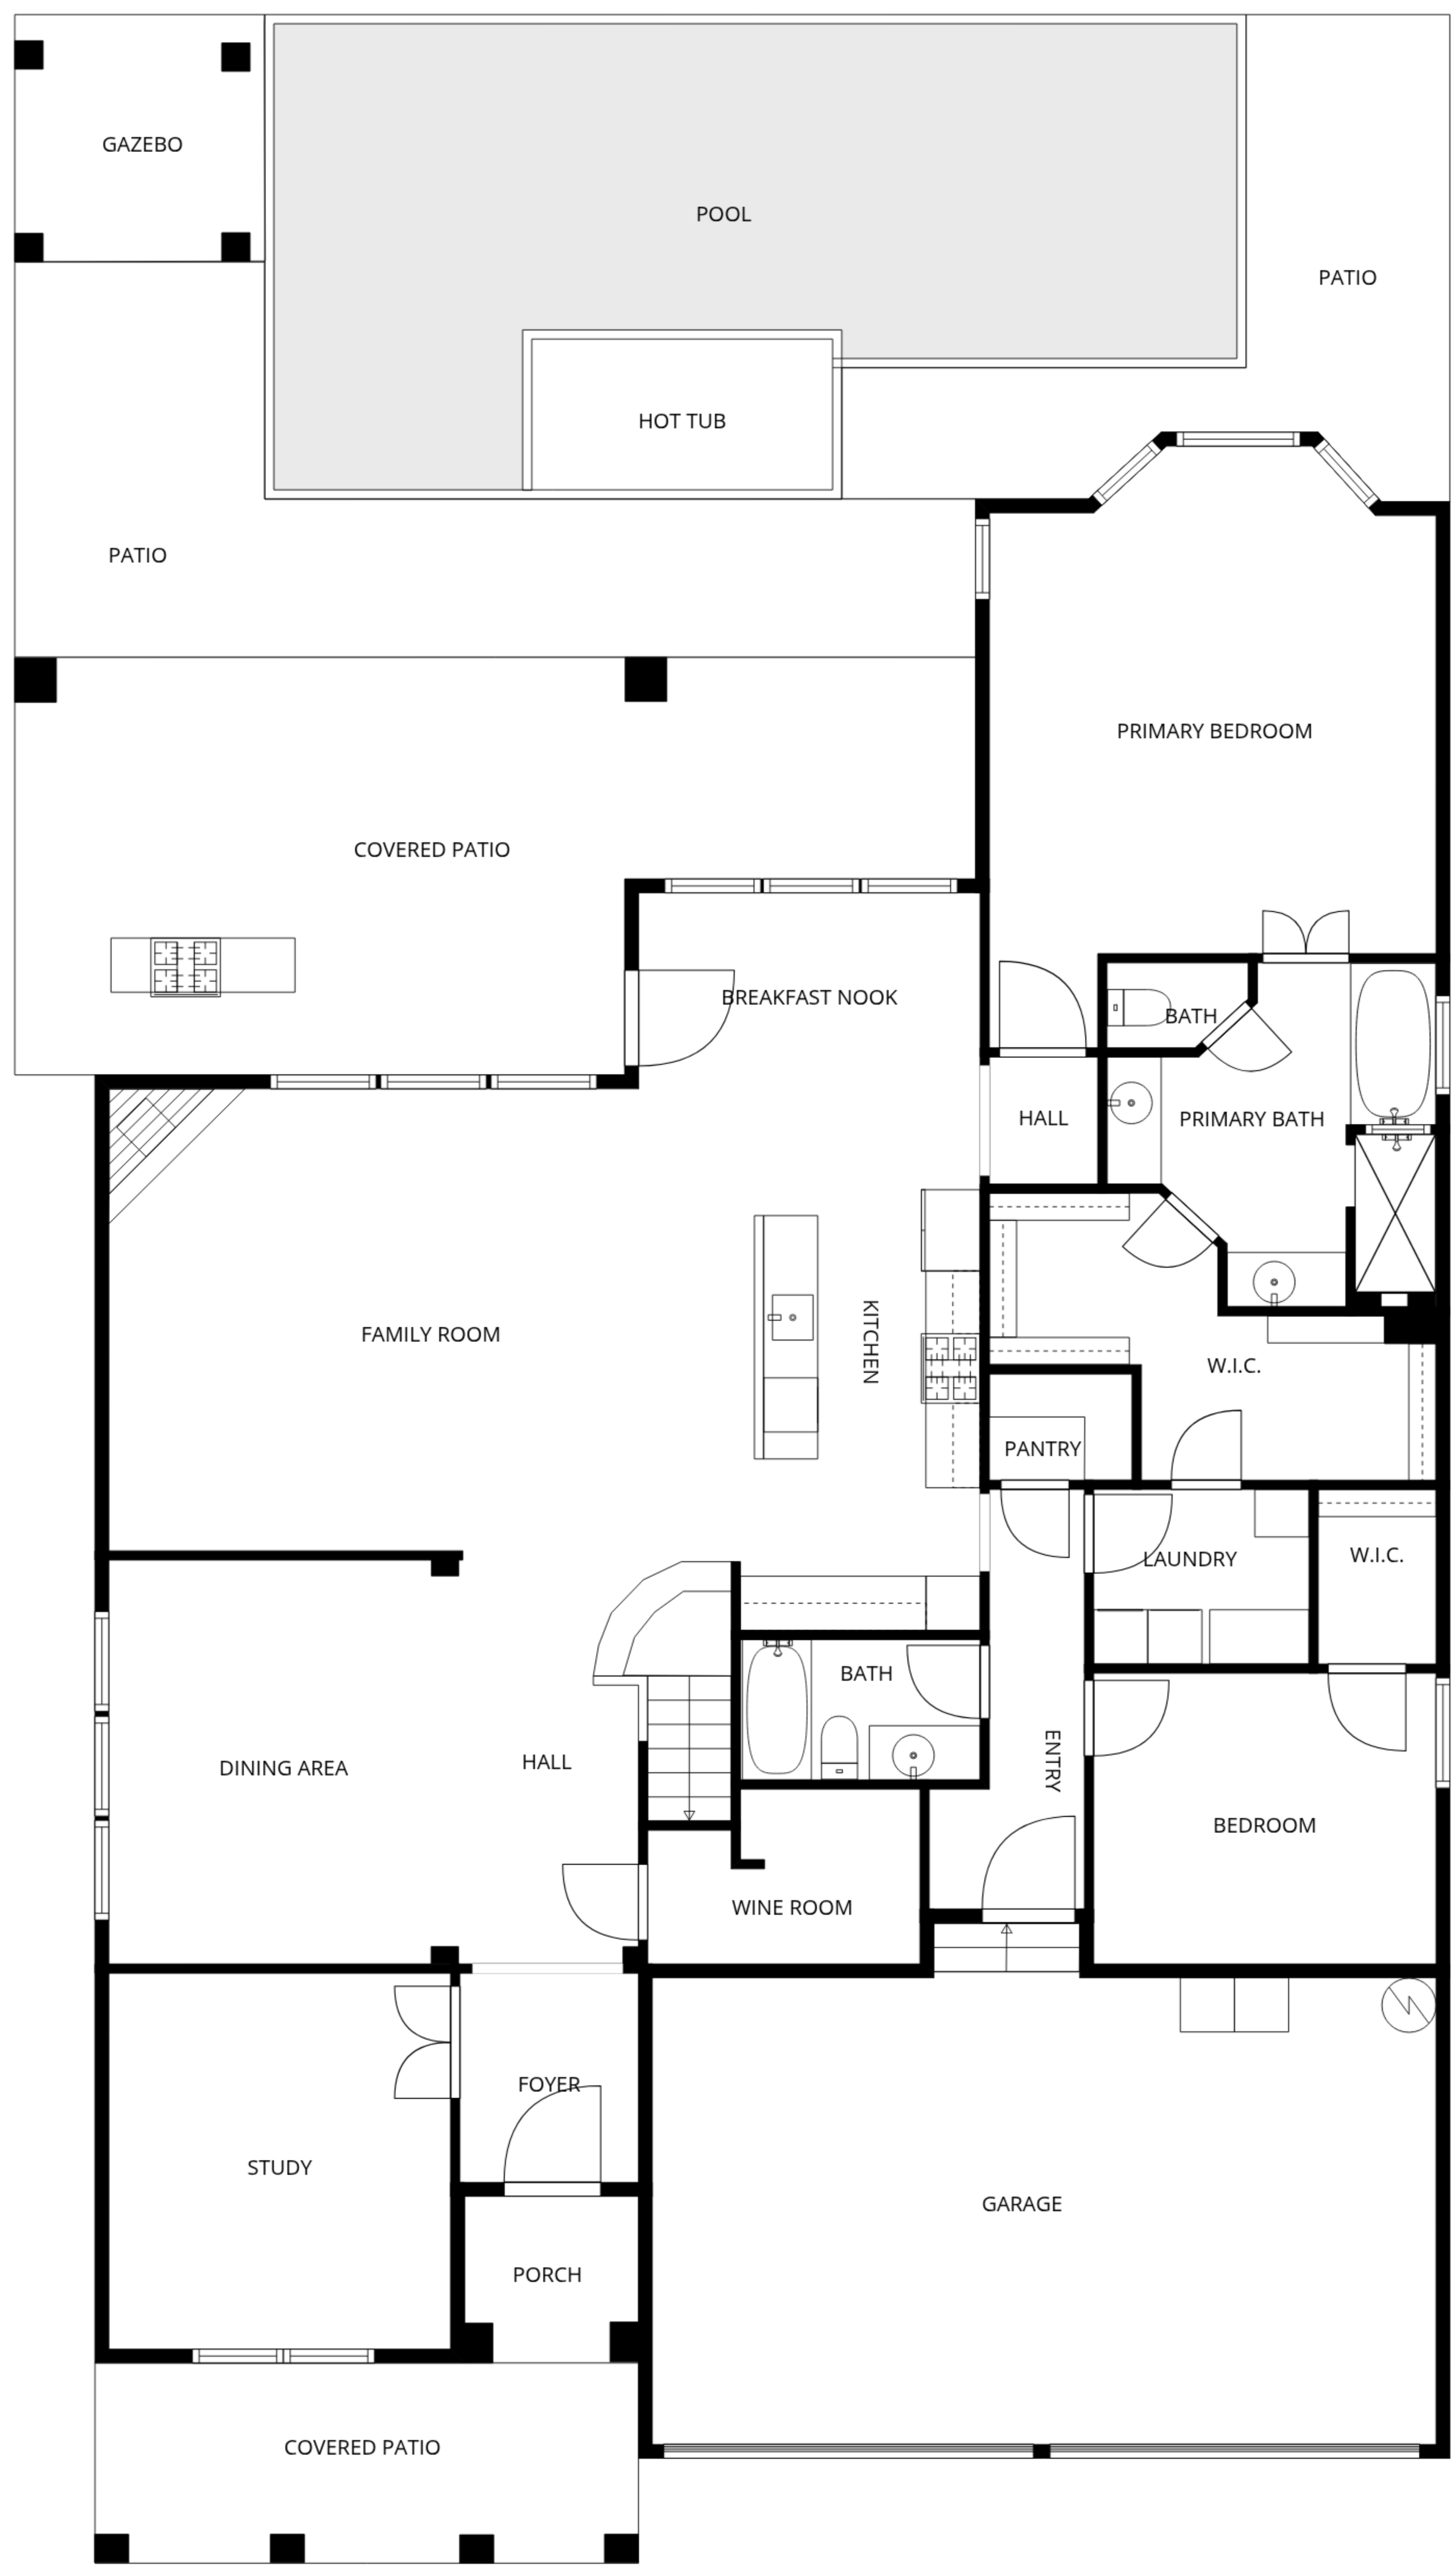 GAZEBO
POOL
PATIO
HOT TUB
PATIO
PRIMARY BEDROOM
COVERED PATIO
BREAKFAST NOOK
BATH
HALL
PRIMARY BATH
FAMILY ROOM
KITCHEN
W.I.C.
PANTRY
LAUNDRY
W.I.C.
BATH
DINING AREA
HALL
ENTRY
BEDROOM
WINE ROOM
FOYER
STUDY
GARAGE
PORCH
COVERED PATIO